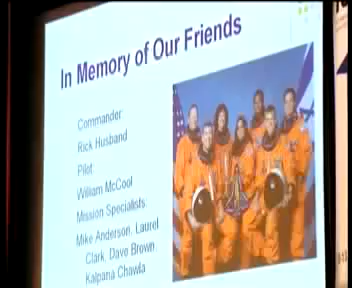 In Memory of Our Friends
Commander:
Rick Husband
Pilot
William McCool
Mission Specialists:
Mike Anderson, Laurel
Clark, Dave Brown,
Kalpana Chawla